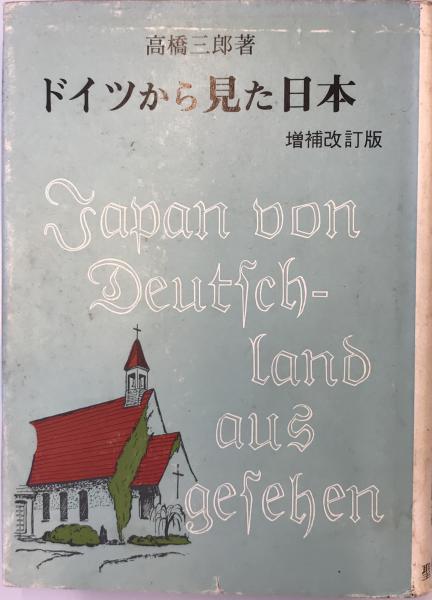 高橋三郎著
ドイツから見た日本
増補改訂版
Japan von
Deutſch-
land
aus
geſehen
聖